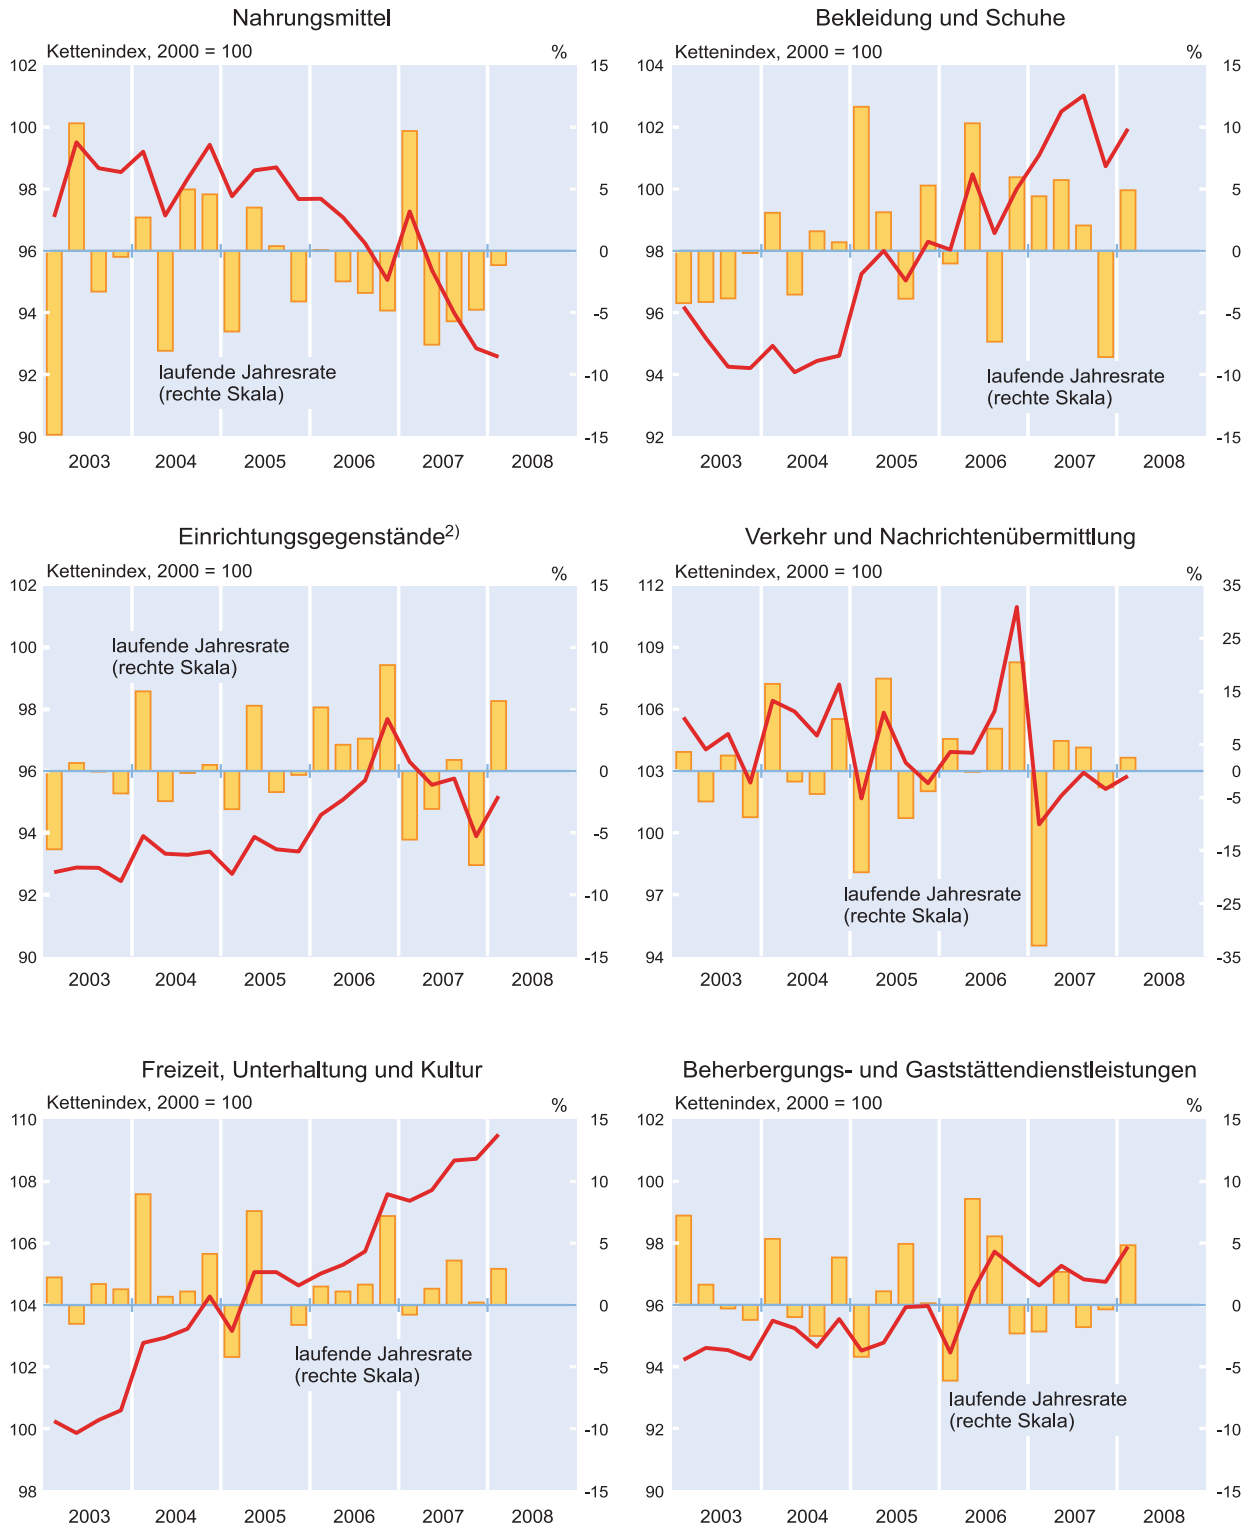 Nahrungsmittel
Kettenindex, 2000 = 100 %
102 15
100 10
98 5
96 0
94 -5
92 -10
90 -15
laufende Jahresrate
(rechte Skala)
2003 2004 2005 2006 2007 2008
Bekleidung und Schuhe
Kettenindex, 2000 = 100 %
104 15
102 10
100 5
98 0
96 -5
94 -10
92 -15
laufende Jahresrate
(rechte Skala)
2003 2004 2005 2006 2007 2008
Einrichtungsgegenstände2)
Kettenindex, 2000 = 100 %
102 15
100 10
98 5
96 0
94 -5
92 -10
90 -15
laufende Jahresrate
(rechte Skala)
2003 2004 2005 2006 2007 2008
Verkehr und Nachrichtenübermittlung
Kettenindex, 2000 = 100 %
112 35
109 25
106 15
5
103 0
-5
100 -15
97 -25
94 -35
laufende Jahresrate
(rechte Skala)
2003 2004 2005 2006 2007 2008
Freizeit, Unterhaltung und Kultur
Kettenindex, 2000 = 100 %
110 15
108 10
106 5
104 0
102 -5
100 -10
98 -15
laufende Jahresrate
(rechte Skala)
2003 2004 2005 2006 2007 2008
Beherbergungs- und Gaststättendienstleistungen
Kettenindex, 2000 = 100 %
102 15
100 10
98 5
96 0
94 -5
92 -10
90 -15
laufende Jahresrate
(rechte Skala)
2003 2004 2005 2006 2007 2008